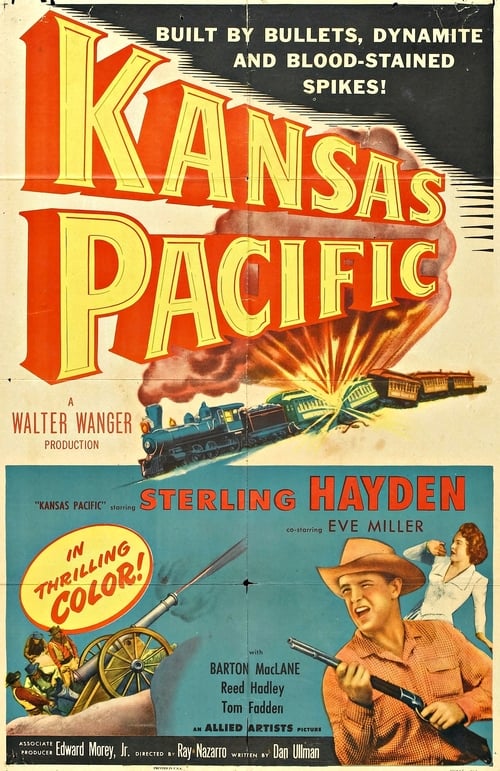 BUILT BY BULLETS, DYNAMITE
AND BLOOD-STAINED
SPIKES!
KANSAS
PACIFIC
A
WALTER WANGER
PRODUCTION
"KANSAS PACIFIC" starring STERLING HAYDEN
co-starring EVE MILLER
IN
THRILLING
COLOR!
with
BARTON MacLANE
Reed Hadley
Tom Fadden
AN ALLIED ARTISTS PICTURE
ASSOCIATE
PRODUCER Edward Morey, Jr. DIRECTED BY Ray Nazarro WRITTEN BY Dan Ullman